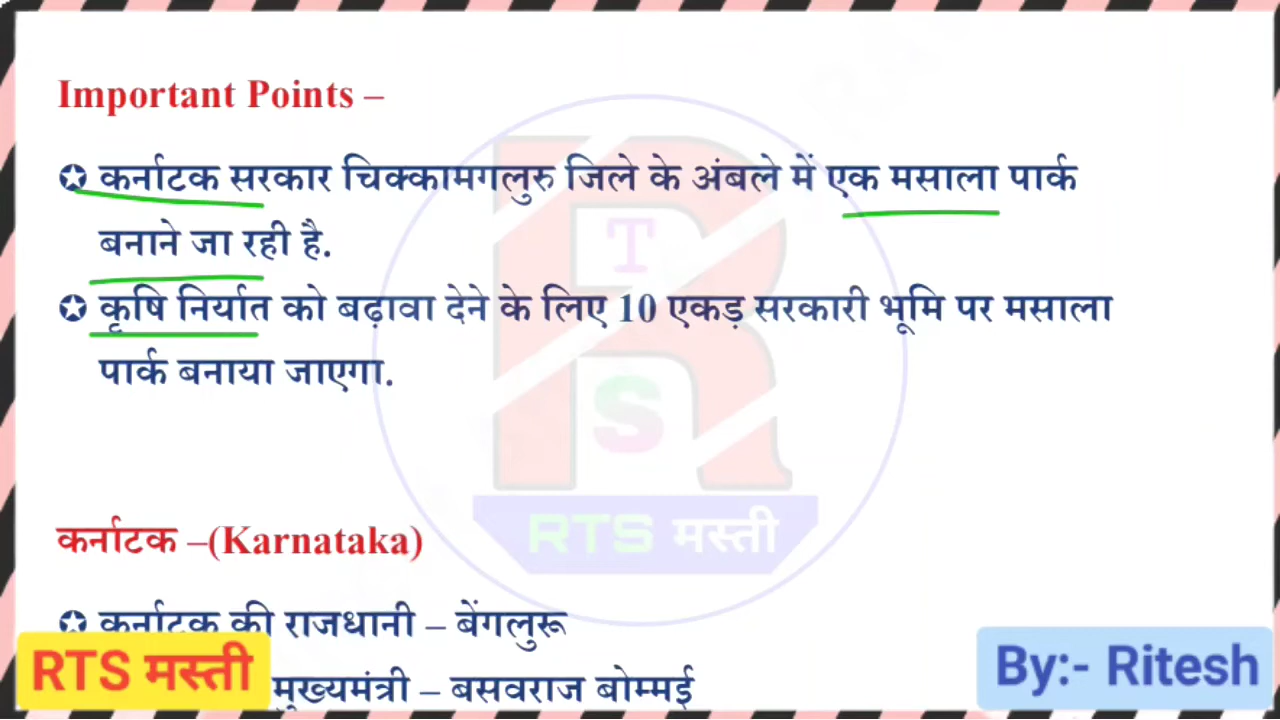 Important Points –
✪ कर्नाटक सरकार चिक्कामगलुरु जिले के अंबले में एक मसाला पार्क
बनाने जा रही है.
✪ कृषि निर्यात को बढ़ावा देने के लिए 10 एकड़ सरकारी भूमि पर मसाला
पार्क बनाया जाएगा.
T
S
RTS मस्ती
कर्नाटक –(Karnataka)
✪ कर्नाटक की राजधानी – बेंगलुरू
मुख्यमंत्री – बसवराज बोम्मई
RTS मस्ती
By:- Ritesh